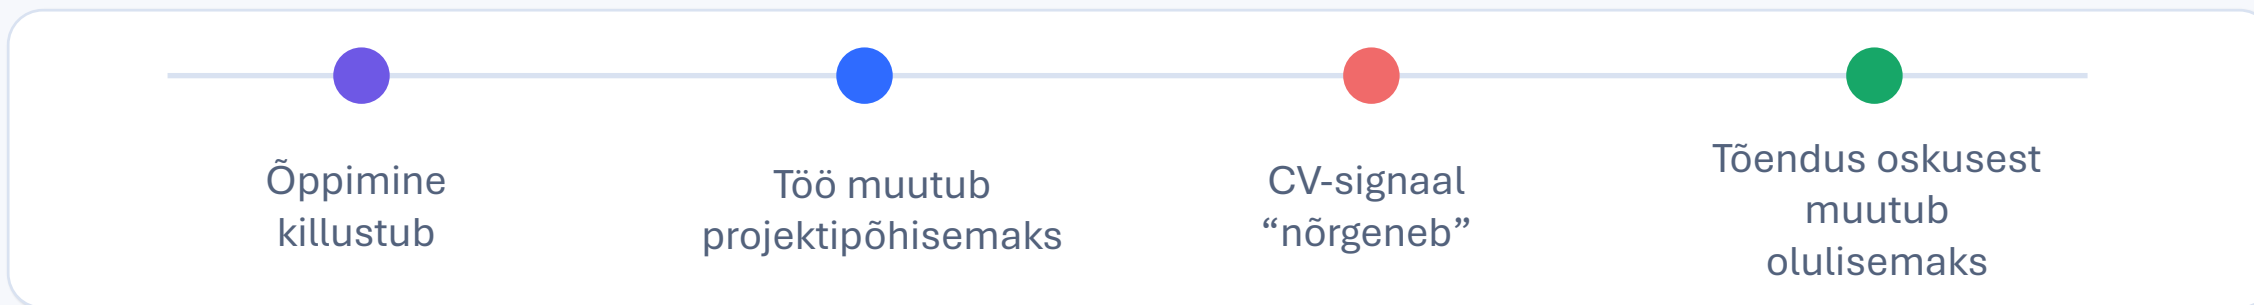 Õppimine
killustub
Töö muutub
projektipõhisemaks
CV-signaal
“nõrgeneb”
Tõendus oskusest
muutub
olulisemaks